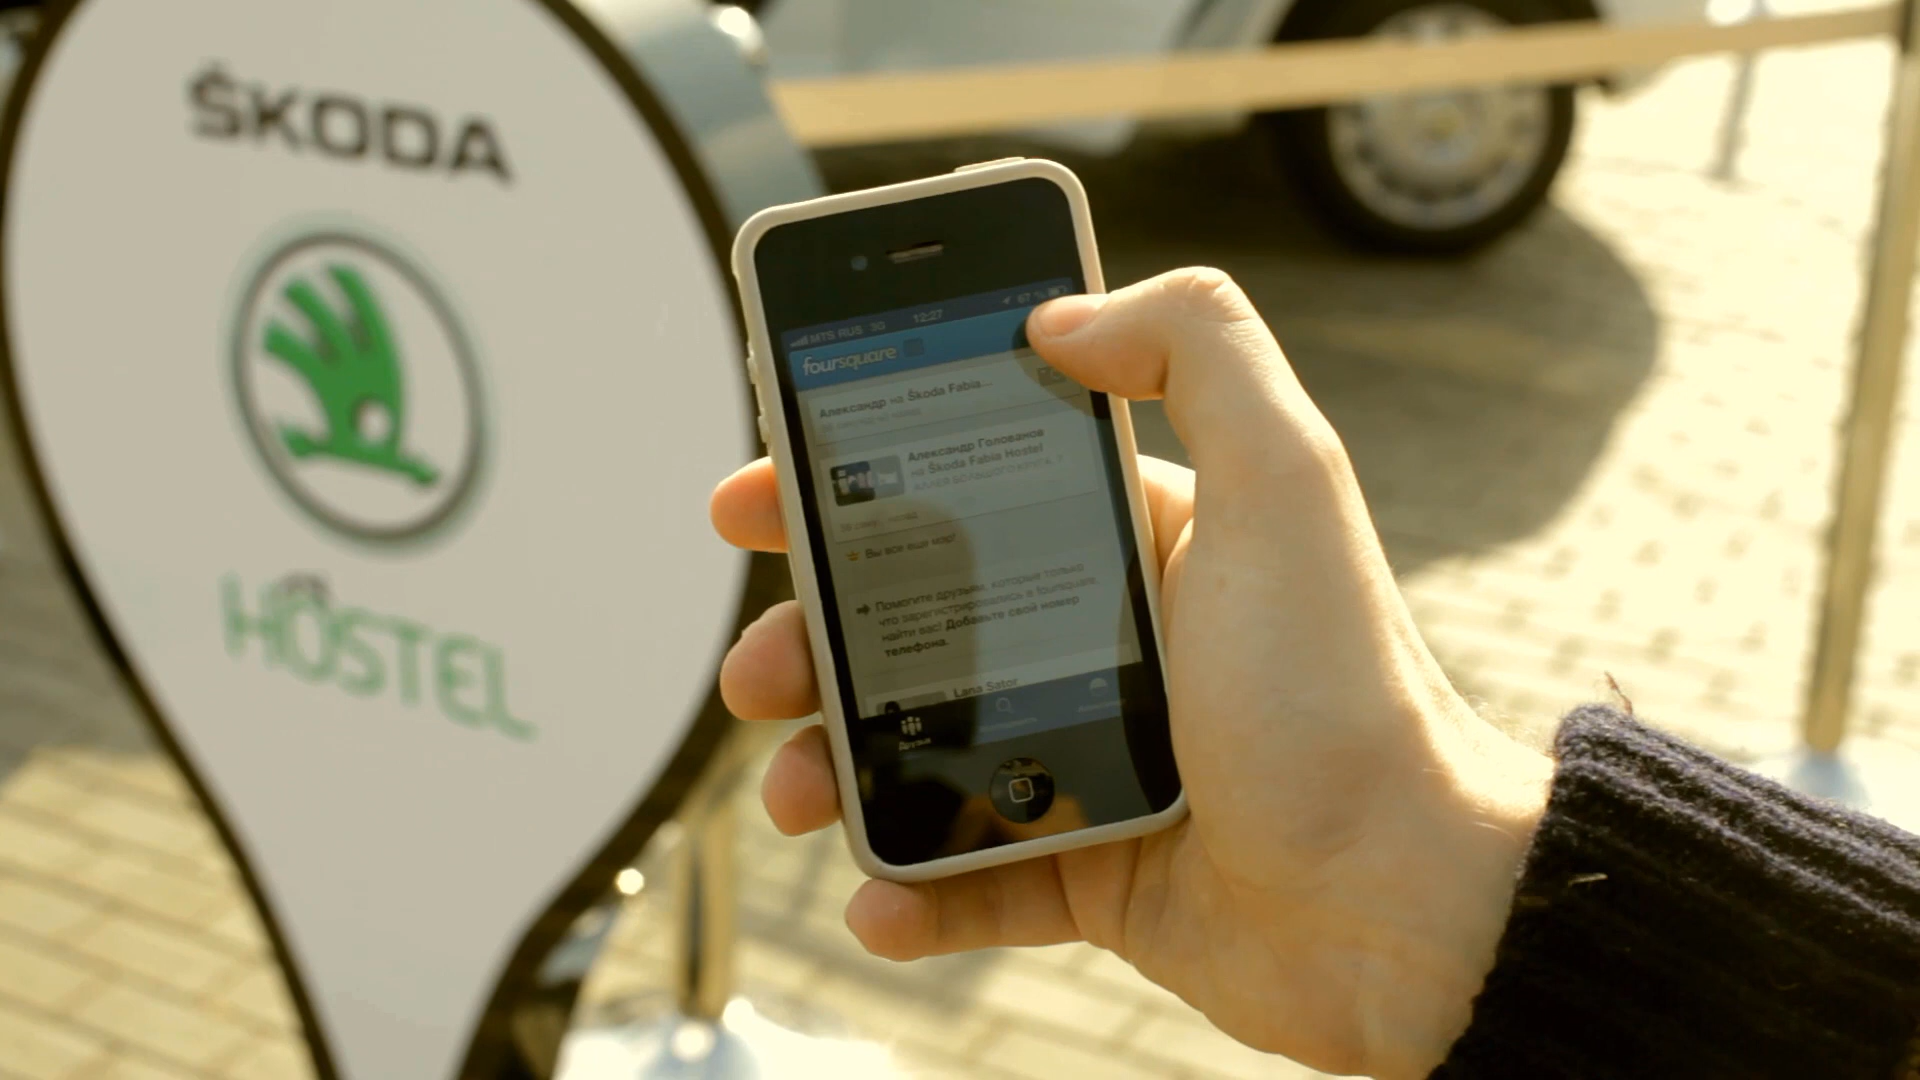 ŠKODA
HOSTEL
MTS RUS 3G 12:27 67 %
foursquare
Александр на Škoda Fabia...
Александр Голованов
на Škoda Fabia Hostel
назад
Вы все еще мэр!
Помогите друзьям, которые только
что зарегистрировались в foursquare,
найти вас! Добавьте свой номер
телефона.
Lana Sator
Друзья